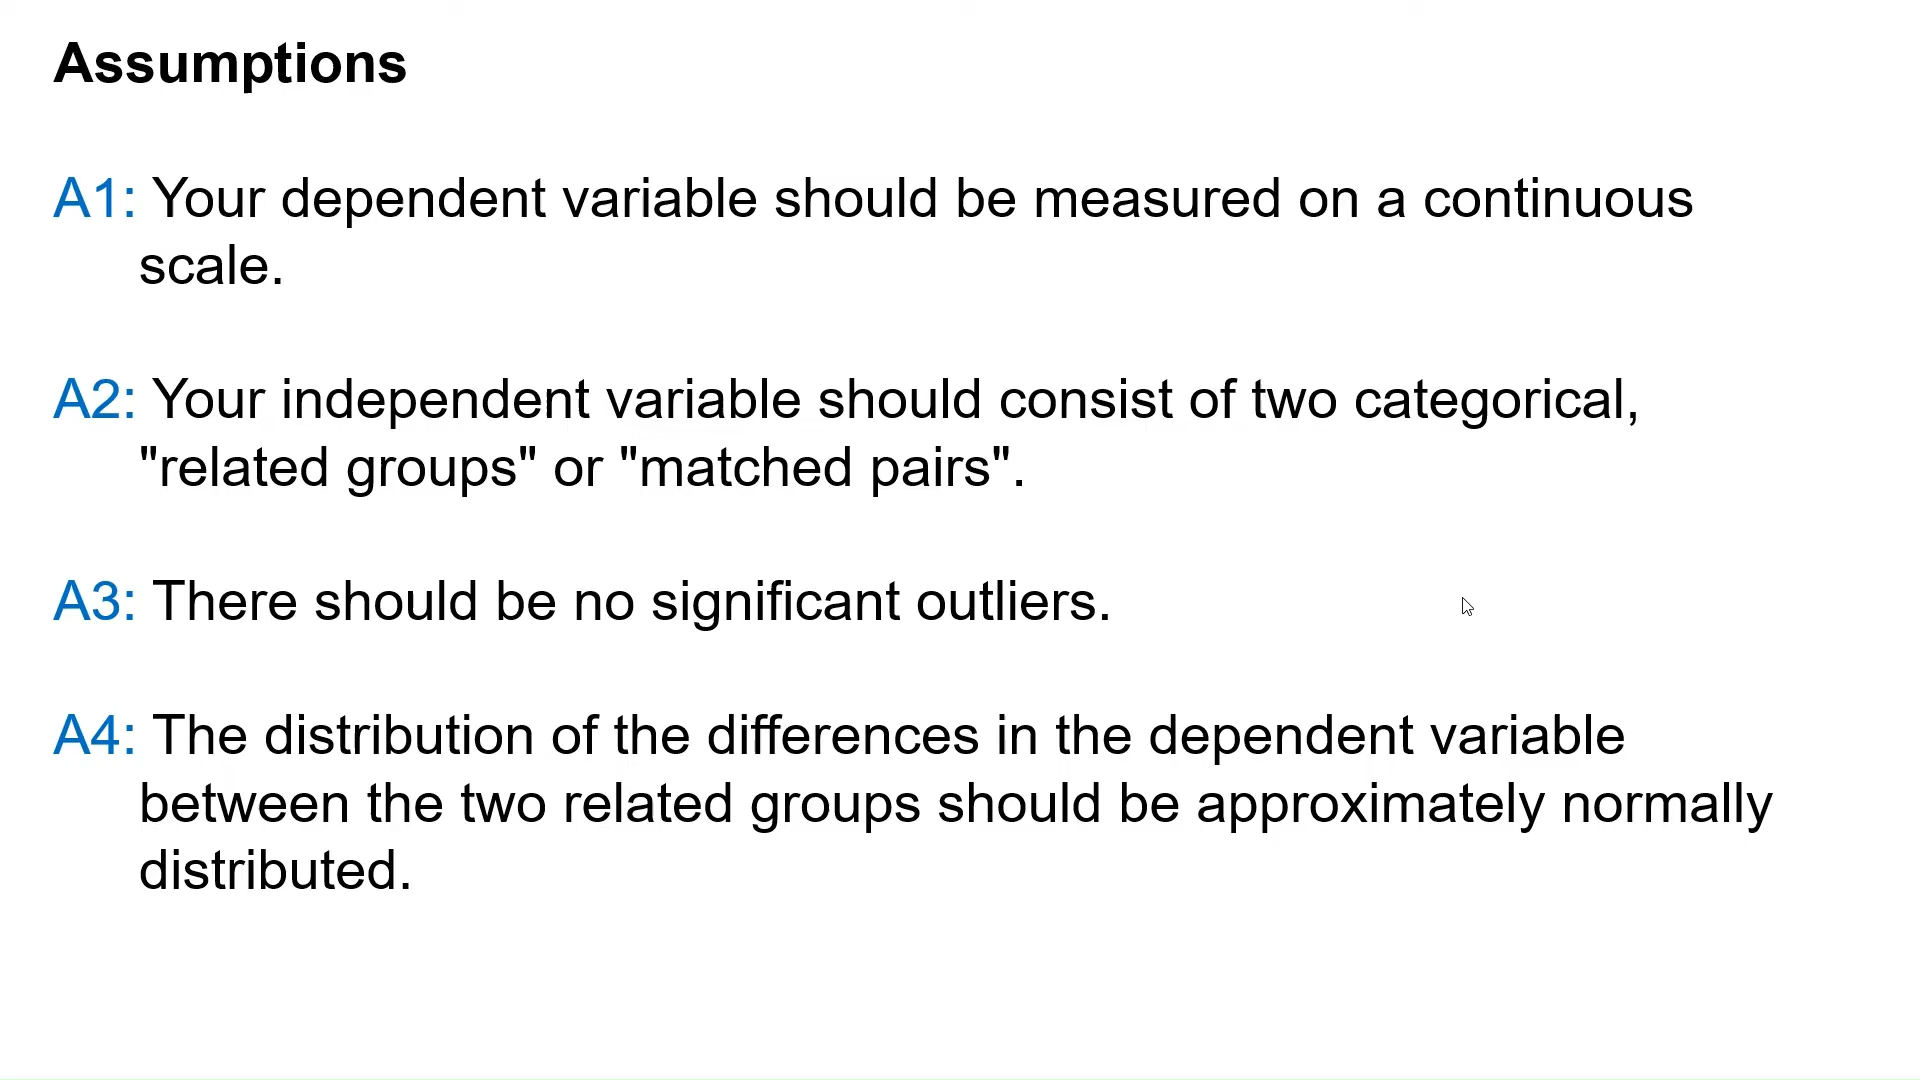 Assumptions
A1: Your dependent variable should be measured on a continuous
scale.
A2: Your independent variable should consist of two categorical,
"related groups" or "matched pairs".
A3: There should be no significant outliers.
A4: The distribution of the differences in the dependent variable
between the two related groups should be approximately normally
distributed.